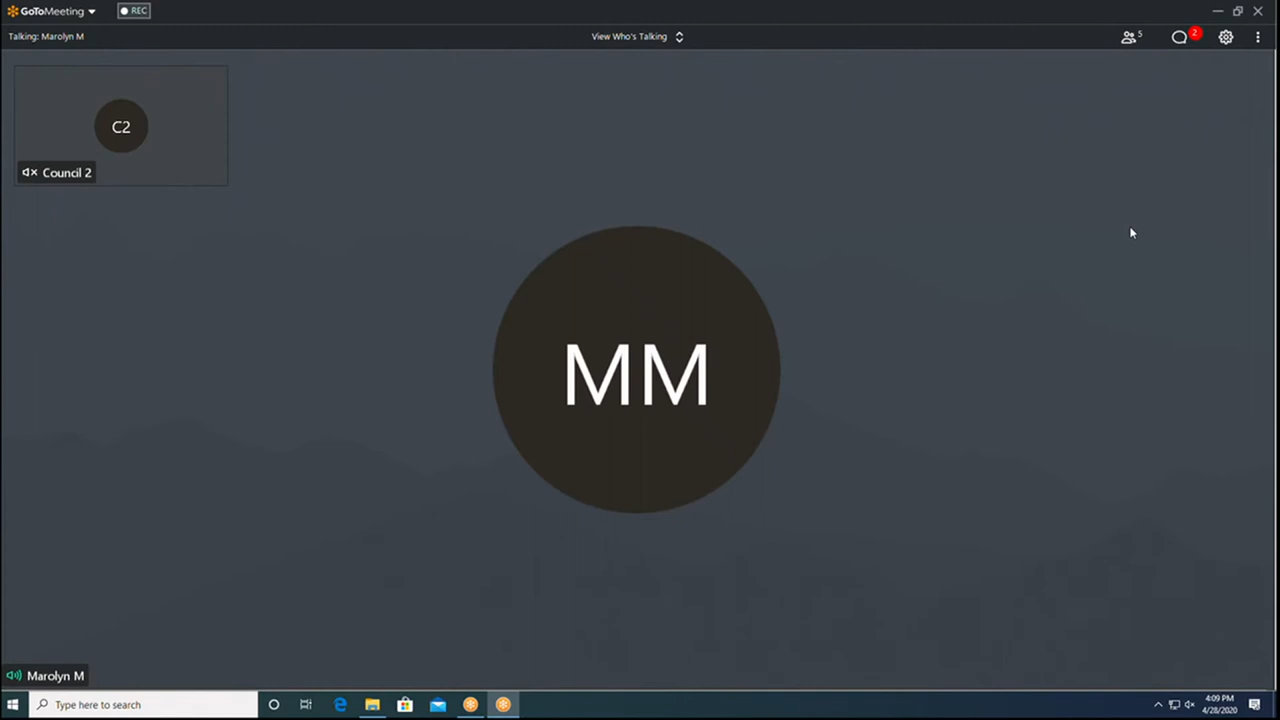 GoToMeeting
REC
Talking: Marolyn M
View Who's Talking
5
2
C2
Council 2
MM
Marolyn M
Type here to search
4:09 PM
4/28/2020